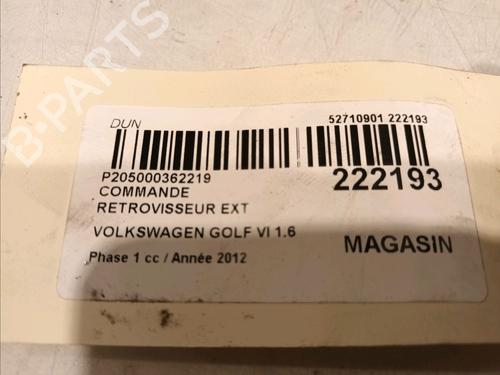 B-PARTS
DUN
52710901 222193
P205000362219
222193
COMMANDE
RETROVISSEUR EXT
VOLKSWAGEN GOLF VI 1.6
MAGASIN
Phase 1 cc / Année 2012